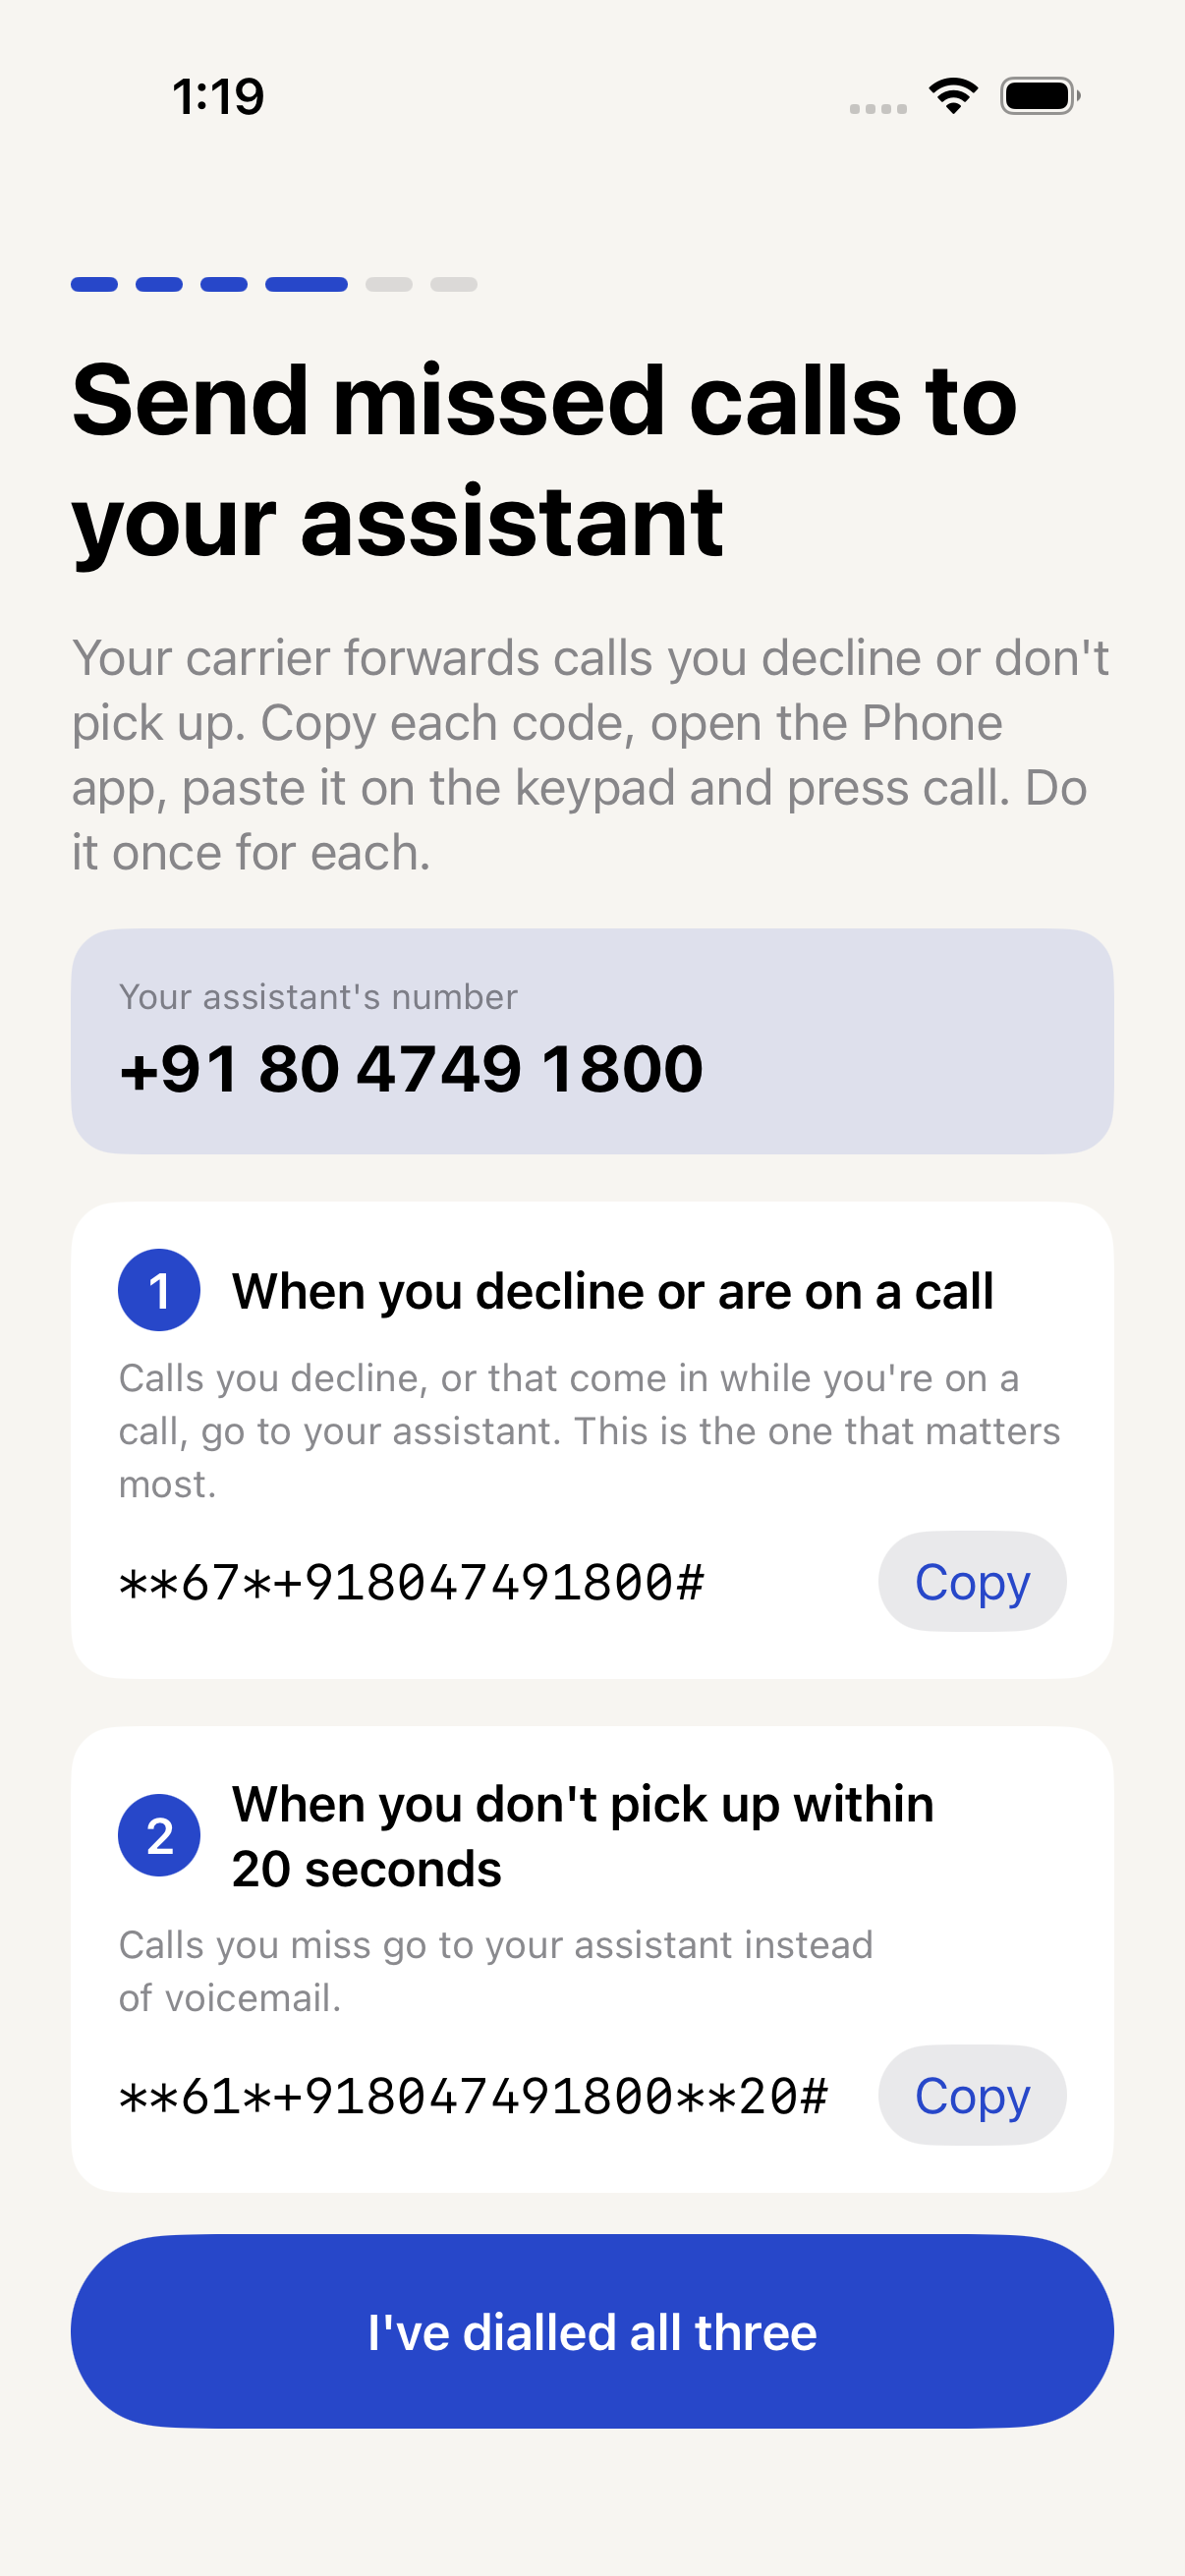 1:19
Send missed calls to
your assistant
Your carrier forwards calls you decline or don't
pick up. Copy each code, open the Phone
app, paste it on the keypad and press call. Do
it once for each.
Your assistant's number
+91 80 4749 1800
1 When you decline or are on a call
Calls you decline, or that come in while you're on a
call, go to your assistant. This is the one that matters
most.
**67*+918047491800# Copy
2 When you don't pick up within
20 seconds
Calls you miss go to your assistant instead
of voicemail.
**61*+918047491800**20# Copy
I've dialled all three